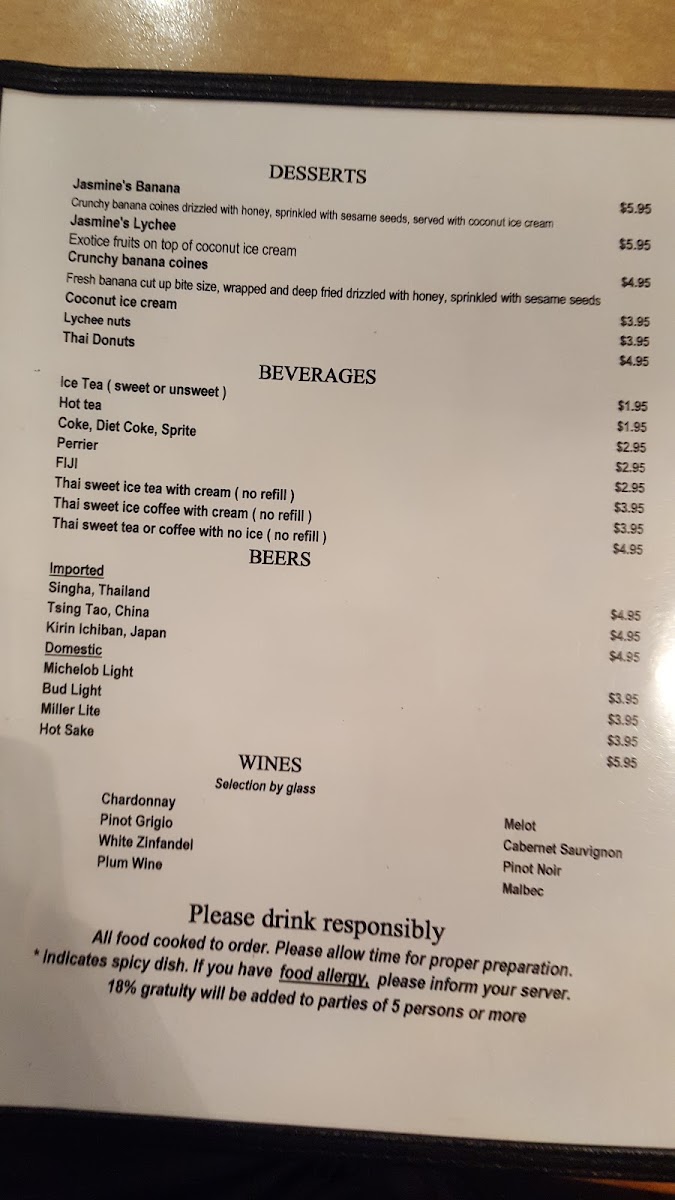 DESSERTS
Jasmine's Banana $5.95
Crunchy banana coines drizzled with honey, sprinkled with sesame seeds, served with coconut ice cream
Jasmine's Lychee $5.95
Exotice fruits on top of coconut ice cream
Crunchy banana coines $4.95
Fresh banana cut up bite size, wrapped and deep fried drizzled with honey, sprinkled with sesame seeds
Coconut ice cream $3.95
Lychee nuts $3.95
Thai Donuts $4.95
BEVERAGES
Ice Tea ( sweet or unsweet ) $1.95
Hot tea $1.95
Coke, Diet Coke, Sprite $2.95
Perrier $2.95
FIJI $2.95
Thai sweet ice tea with cream ( no refill ) $3.95
Thai sweet ice coffee with cream ( no refill ) $3.95
Thai sweet tea or coffee with no ice ( no refill ) $4.95
BEERS
Imported
Singha, Thailand $4.95
Tsing Tao, China $4.95
Kirin Ichiban, Japan $4.95
Domestic
Michelob Light $3.95
Bud Light $3.95
Miller Lite $3.95
Hot Sake $5.95
WINES
Selection by glass
Chardonnay Melot
Pinot Grigio Cabernet Sauvignon
White Zinfandel Pinot Noir
Plum Wine Malbec
Please drink responsibly
All food cooked to order. Please allow time for proper preparation.
* Indicates spicy dish. If you have food allergy, please inform your server.
18% gratuity will be added to parties of 5 persons or more